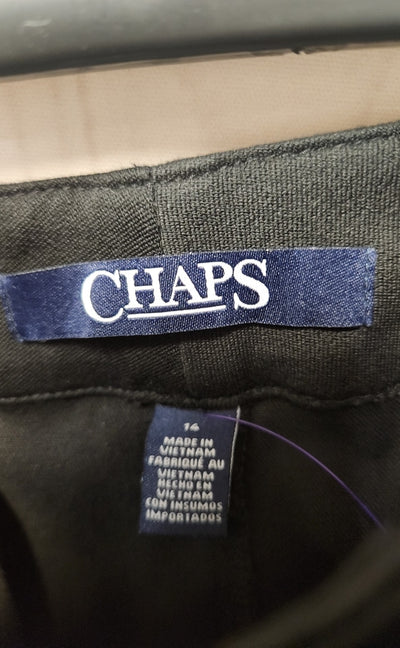 CHAPS
14
MADE IN
VIETNAM
FABRIQUÉ AU
VIETNAM
HECHO EN
VIETNAM
CON INSUMOS
IMPORTADOS